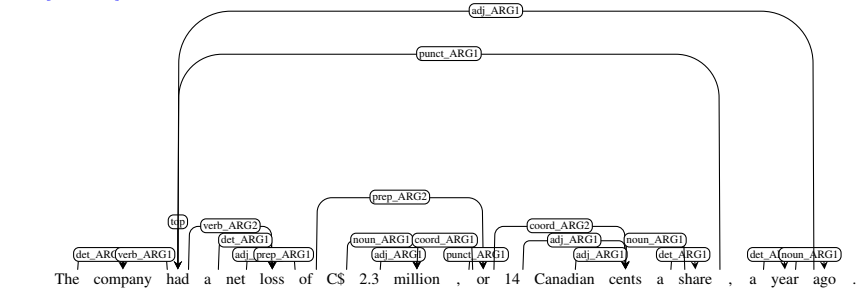 adj_ARG1
punct_ARG1
prep_ARG2
top
verb_ARG2
coord_ARG2
det_ARG1 noun_ARG1 coord_ARG1 adj_ARG1 noun_ARG1
verb_ARG1 prep_ARG1 adj_ARG1 punct_ARG1 adj_ARG1 det_ARG1 noun_ARG1
The company had a net loss of C$ 2.3 million , or 14 Canadian cents a share , a year ago .